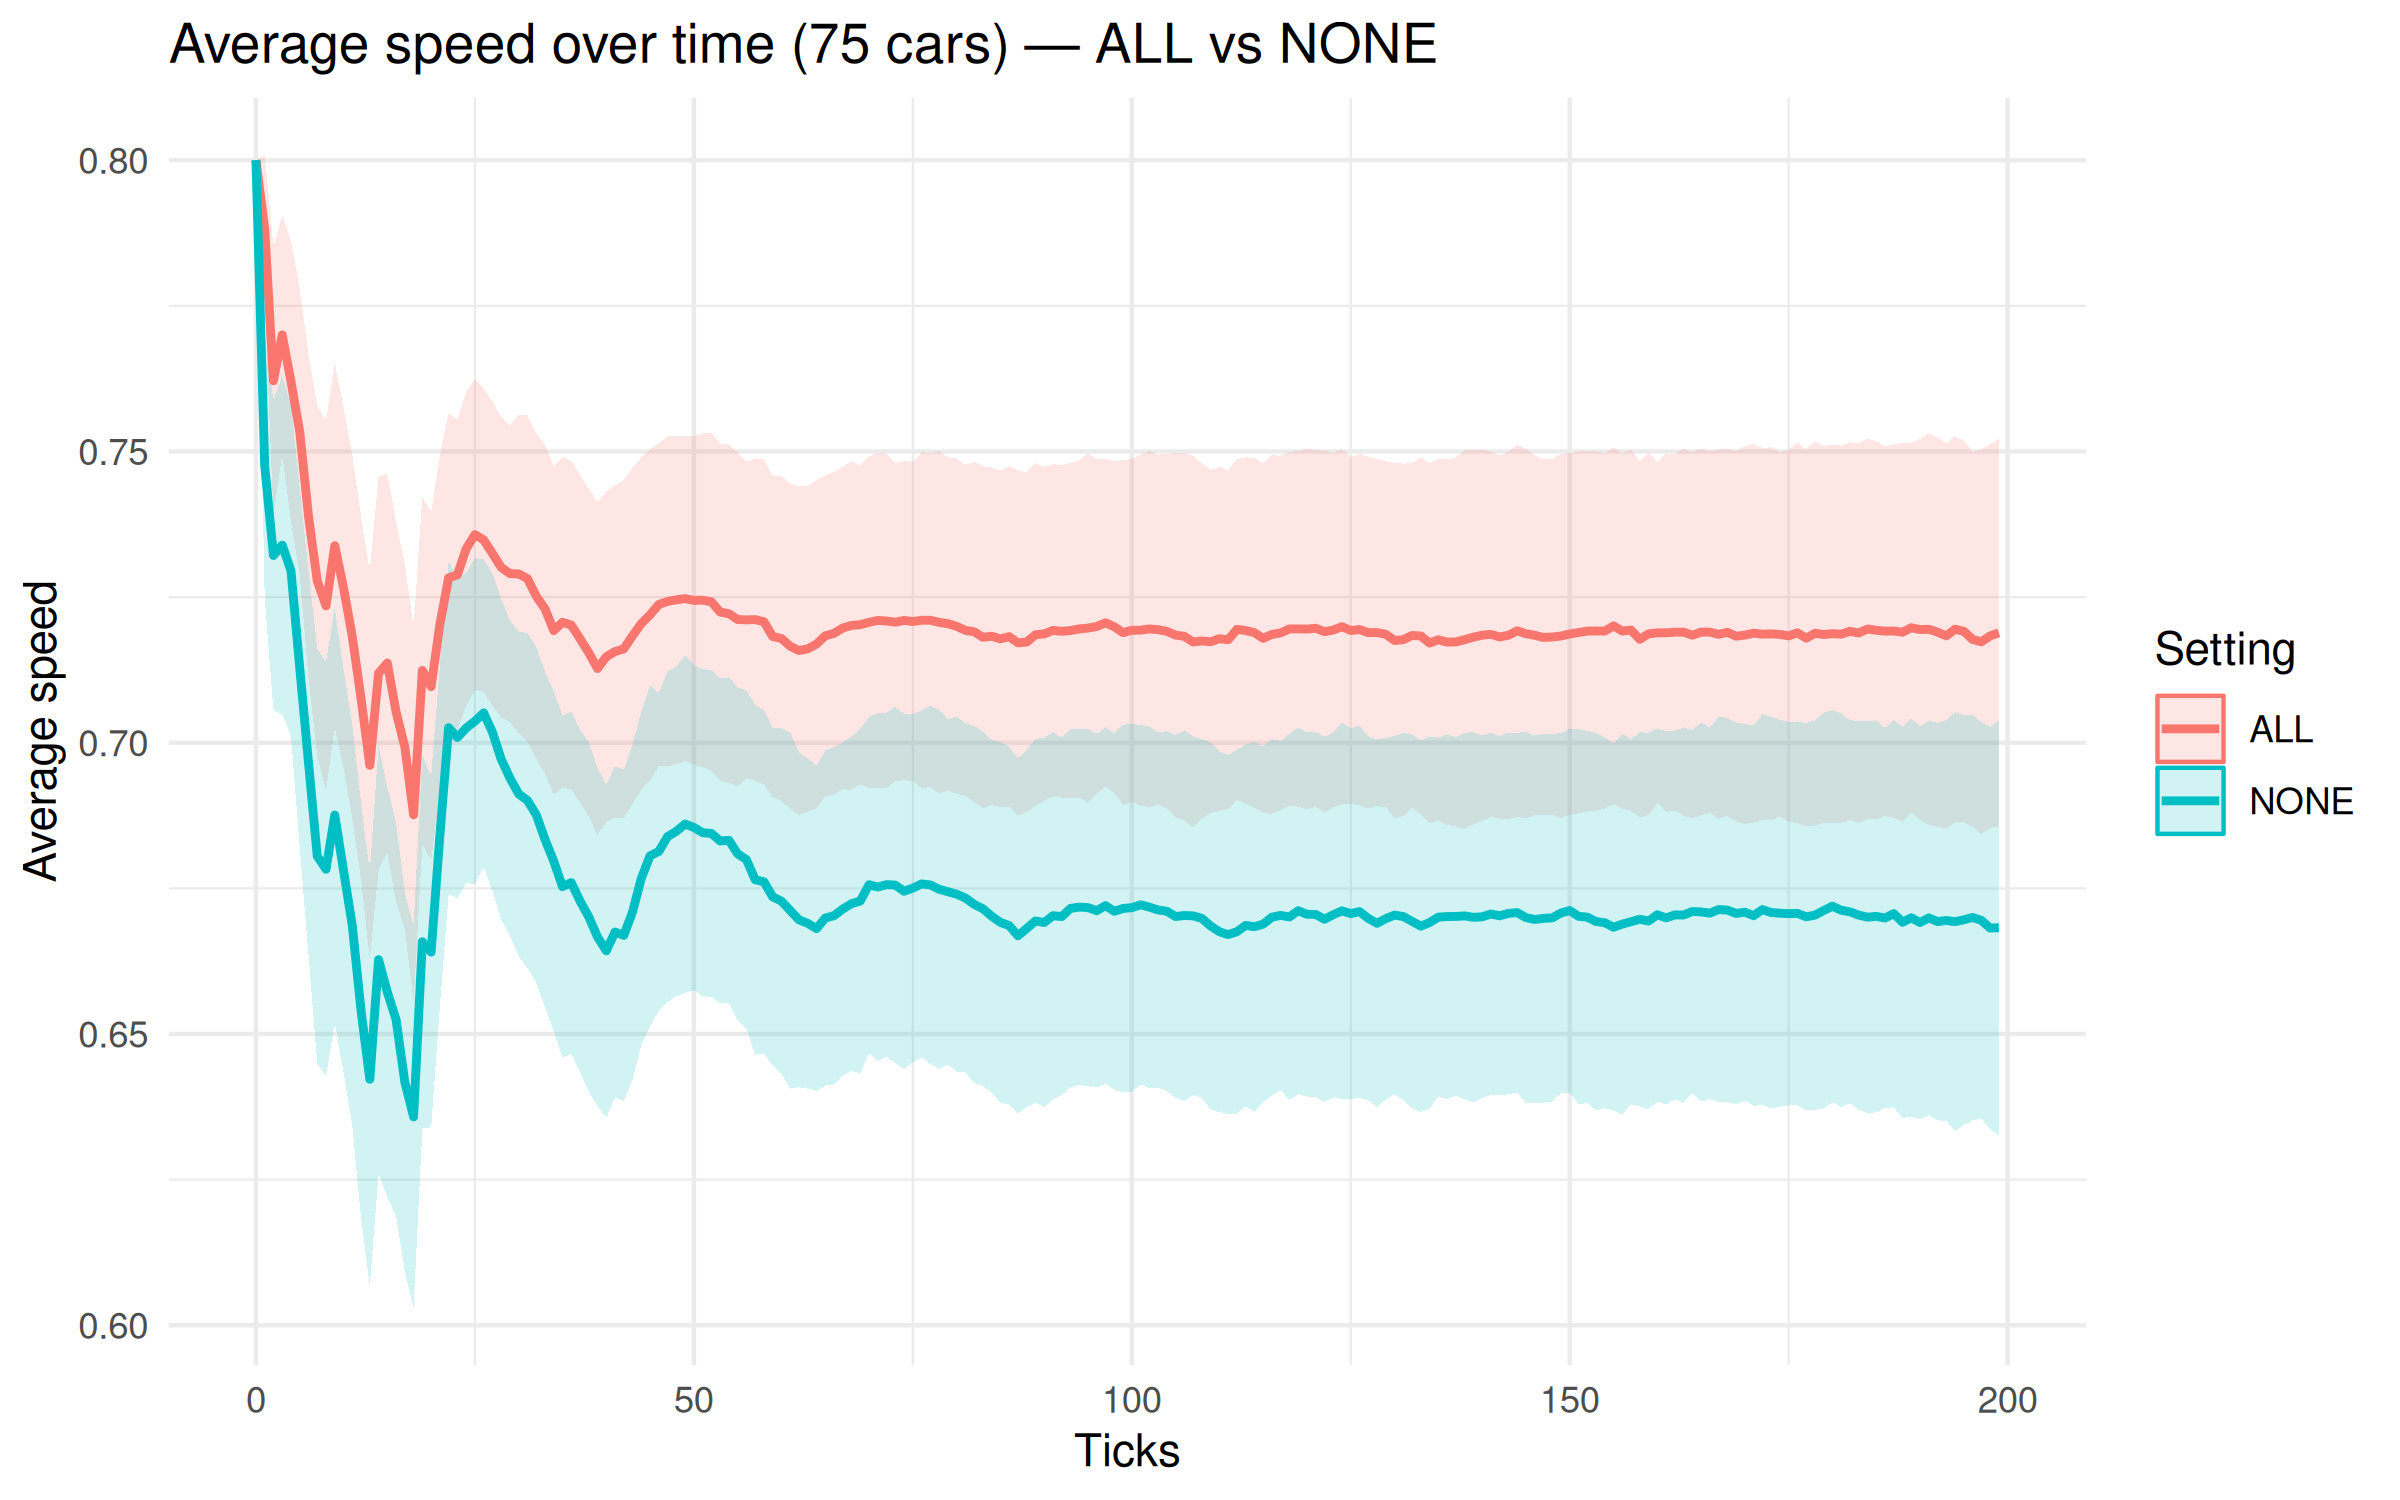 Average speed over time (75 cars) — ALL vs NONE
Average speed
0.80
0.75
0.70
0.65
0.60
0 50 100 150 200
Ticks
Setting
ALL
NONE